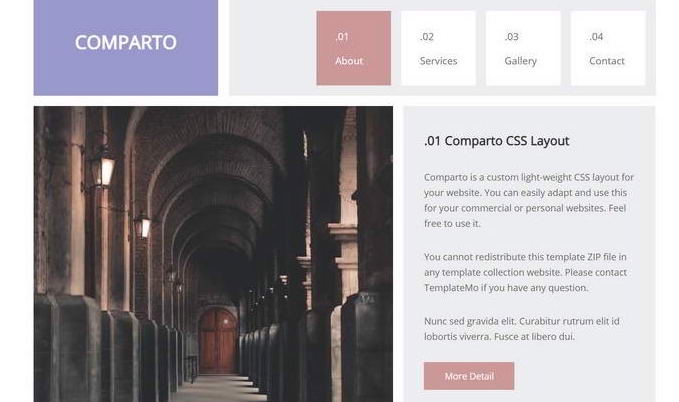 COMPARTO
.01
About
.02
Services
.03
Gallery
.04
Contact
.01 Comparto CSS Layout
Comparto is a custom light-weight CSS layout for
your website. You can easily adapt and use this
for your commercial or personal websites. Feel
free to use it.
You cannot redistribute this template ZIP file in
any template collection website. Please contact
TemplateMo if you have any question.
Nunc sed gravida elit. Curabitur rutrum elit id
lobortis viverra. Fusce at libero dui.
More Detail